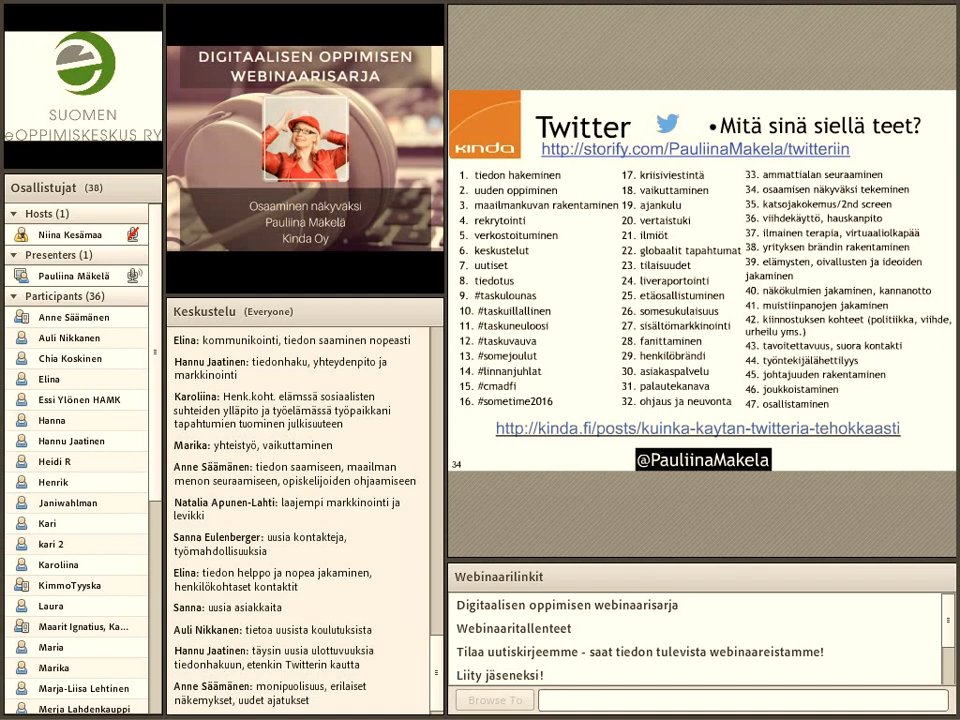 SUOMEN
eOPPIMISKESKUS RY
Osallistujat (38)
Hosts (1)
Niina Kesämaa
Presenters (1)
Pauliina Mäkelä
Participants (36)
Anne Säämänen
Auli Nikkanen
Chia Koskinen
Elina
Essi Ylönen HAMK
Hanna
Hannu Jaatinen
Heidi R
Henrik
Janiwahlman
Kari
kari 2
Karoliina
KimmoTyyska
Laura
Maarit Ignatius, Ka...
Maria
Marika
Marja-Liisa Lehtinen
Merja Lahdenkauppi
DIGITAALISEN OPPIMISEN
WEBINAARISARJA
Osaaminen näkyväksi
Pauliina Mäkelä
Kinda Oy
Keskustelu (Everyone)
Elina: kommunikointi, tiedon saaminen nopeasti
Hannu Jaatinen: tiedonhaku, yhteydenpito ja
markkinointi
Karoliina: Henk.koht. elämssä sosiaalisten
suhteiden ylläpito ja työelämässä työpaikkani
tapahtumien tuominen julkisuuteen
Marika: yhteistyö, vaikuttaminen
Anne Säämänen: tiedon saamiseen, maailman
menon seuraamiseen, opiskelijoiden ohjaamiseen
Natalia Apunen-Lahti: laajempi markkinointi ja
levikki
Sanna Eulenberger: uusia kontakteja,
työmahdollisuuksia
Elina: tiedon helppo ja nopea jakaminen,
henkilökohtaset kontaktit
Sanna: uusia asiakkaita
Auli Nikkanen: tietoa uusista koulutuksista
Hannu Jaatinen: täysin uusia ulottuvuuksia
tiedonhakuun, etenkin Twitterin kautta
Anne Säämänen: monipuolisuus, erilaiset
näkemykset, uudet ajatukset
kinda
Twitter
•Mitä sinä siellä teet?
http://storify.com/PauliinaMakela/twitteriin
1. tiedon hakeminen
2. uuden oppiminen
3. maailmankuvan rakentaminen
4. rekrytointi
5. verkostoituminen
6. keskustelut
7. uutiset
8. tiedotus
9. #taskulounas
10. #taskuillallinen
11. #taskuneuloosi
12. #taskuvauva
13. #somejoulut
14. #linnanjuhlat
15. #cmadfi
16. #sometime2016
17. kriisiviestintä
18. vaikuttaminen
19. ajankulu
20. vertaistuki
21. ilmiöt
22. globaalit tapahtumat
23. tilaisuudet
24. liveraportointi
25. etäosallistuminen
26. somesukulaisuus
27. sisältömarkkinointi
28. fanittaminen
29. henkilöbrändi
30. asiakaspalvelu
31. palautekanava
32. ohjaus ja neuvonta
33. ammattialan seuraaminen
34. osaamisen näkyväksi tekeminen
35. katsojakokemus/2nd screen
36. viihdekäyttö, hauskanpito
37. ilmainen terapia, virtuaaliolkapää
38. yrityksen brändin rakentaminen
39. elämysten, oivallusten ja ideoiden
jakaminen
40. näkökulmien jakaminen, kannanotto
41. muistiinpanojen jakaminen
42. kiinnostuksen kohteet (politiikka, viihde,
urheilu yms.)
43. tavoitettavuus, suora kontakti
44. työntekijälähettilyys
45. johtajuuden rakentaminen
46. joukkoistaminen
47. osallistaminen
http://kinda.fi/posts/kuinka-kaytan-twitteria-tehokkaasti
34
@PauliinaMakela
Webinaarilinkit
Digitaalisen oppimisen webinaarisarja
Webinaaritallenteet
Tilaa uutiskirjeemme - saat tiedon tulevista webinaareistamme!
Liity jäseneksi!
Browse To